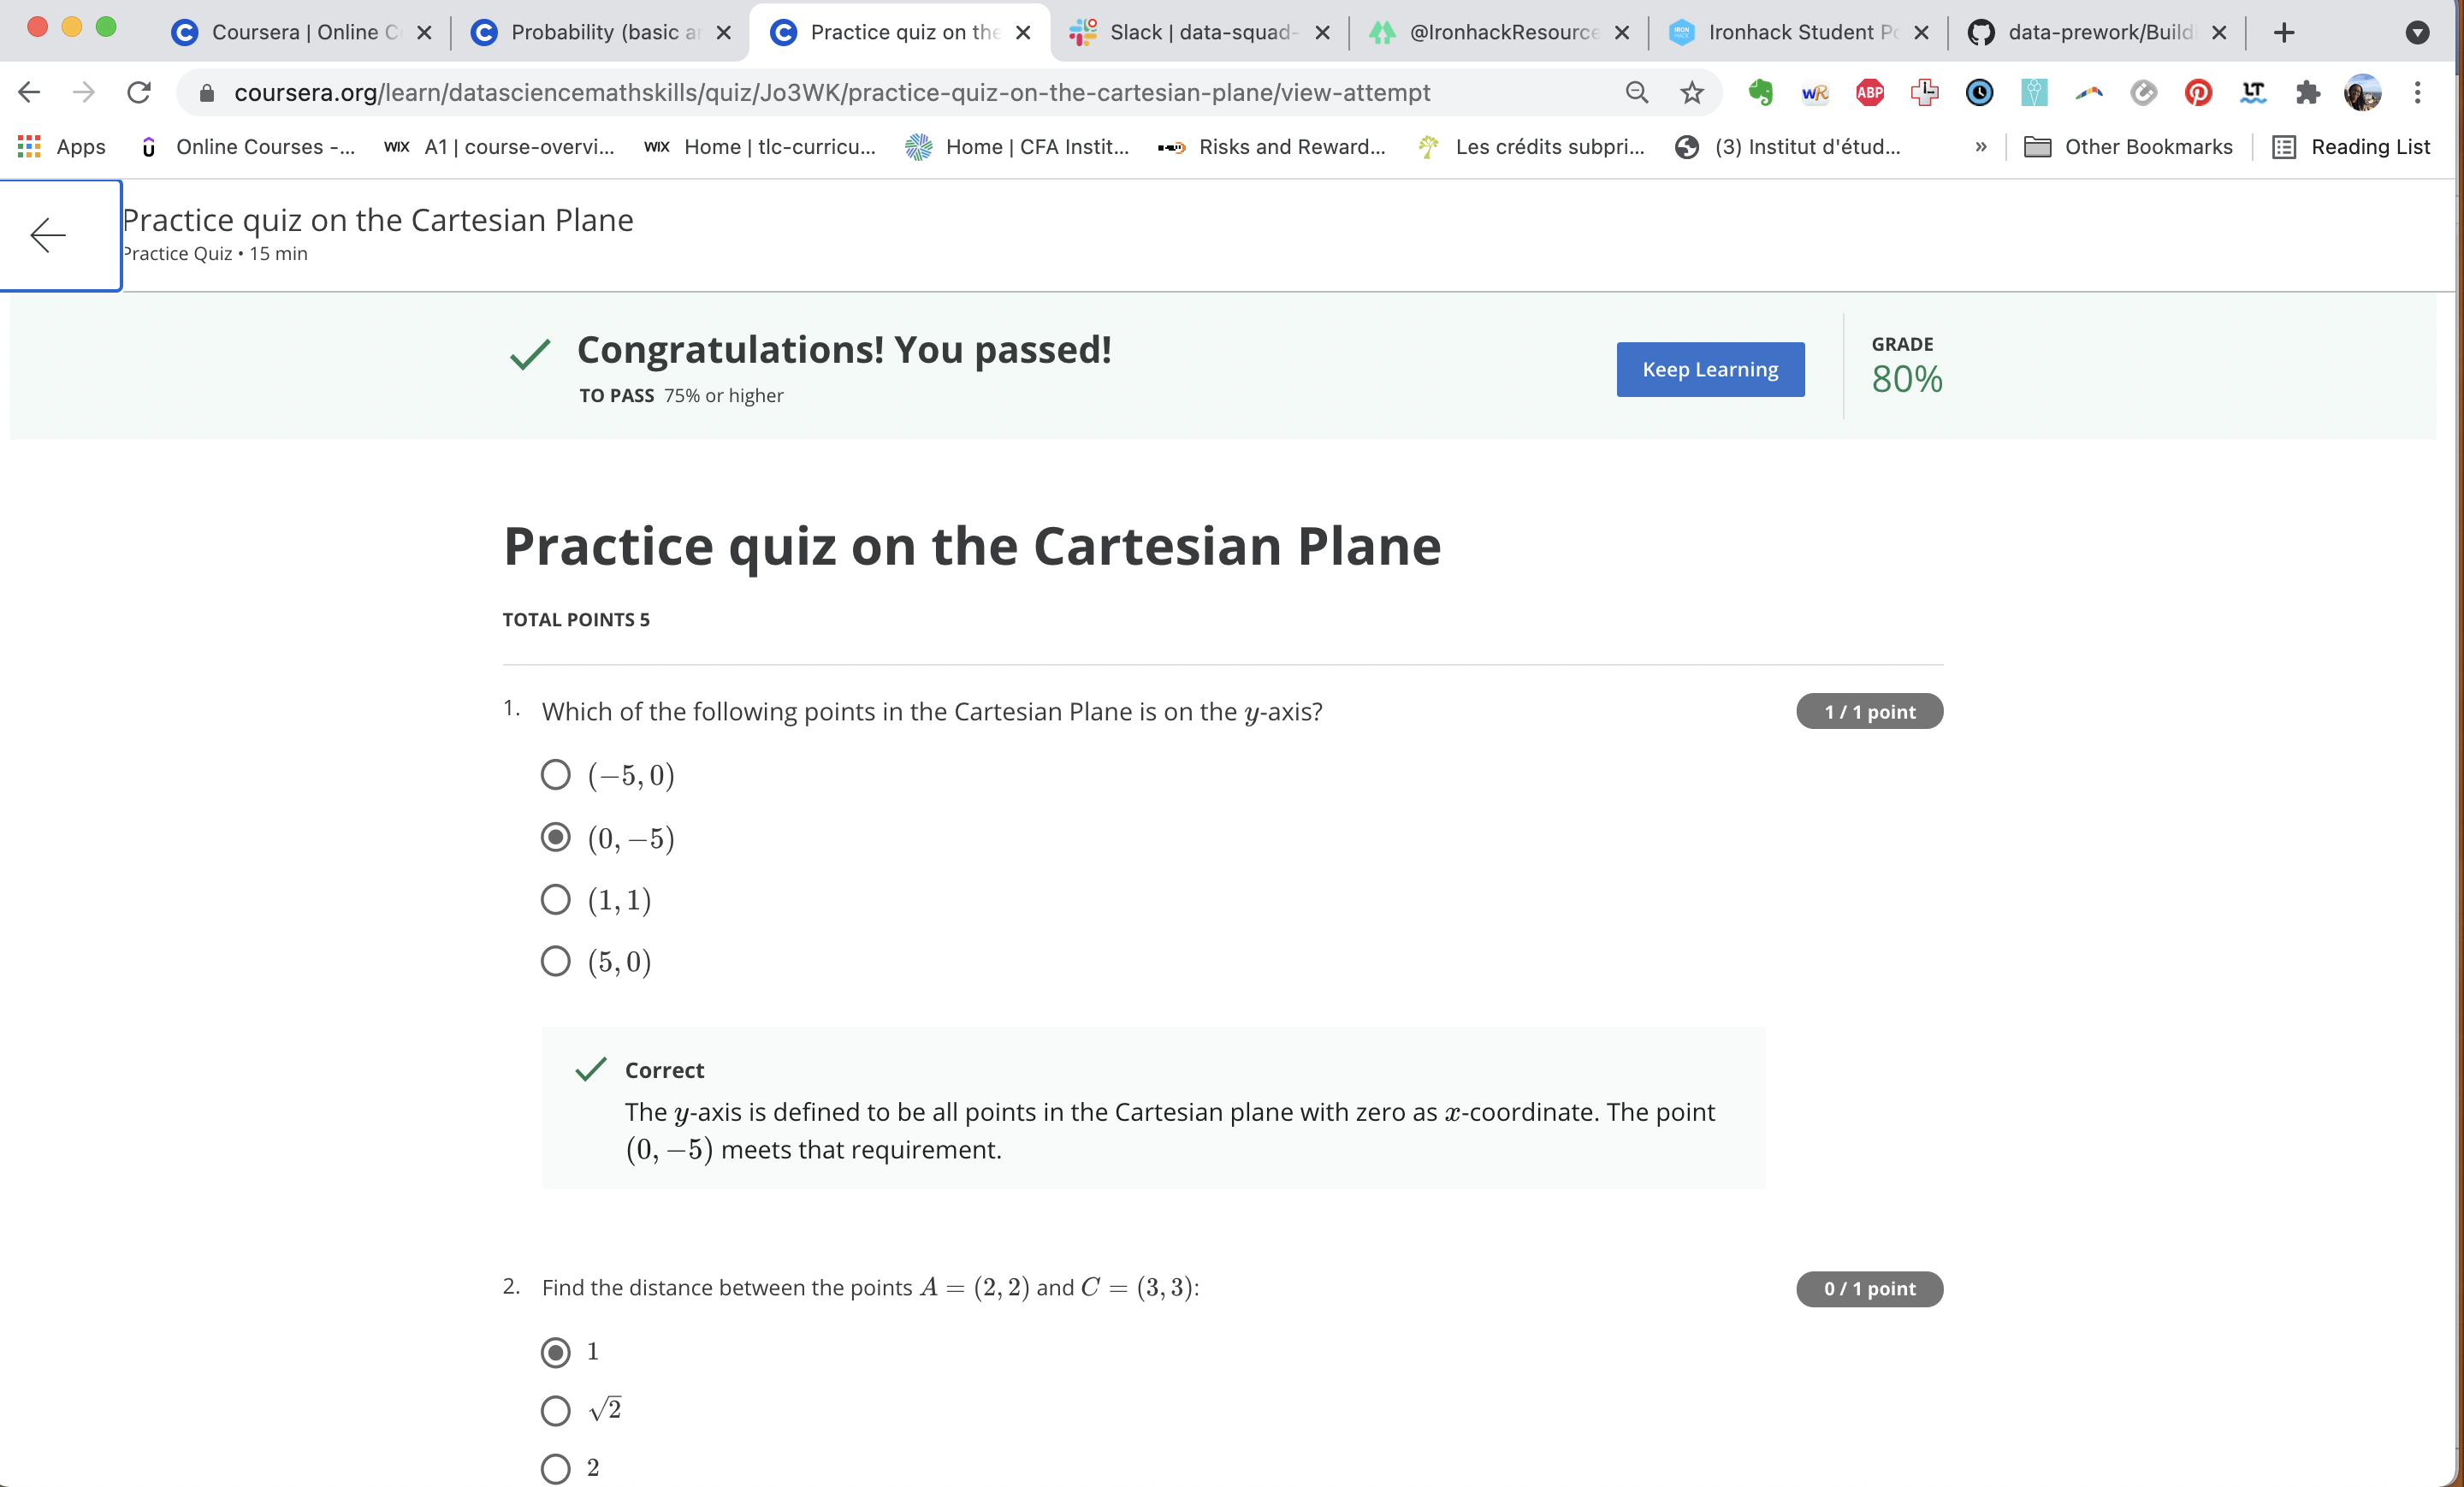 Coursera | Online C
Probability (basic ar
Practice quiz on the
Slack | data-squad-
@IronhackResource
Ironhack Student Po
data-prework/Build
coursera.org/learn/datasciencemathskills/quiz/Jo3WK/practice-quiz-on-the-cartesian-plane/view-attempt
wR
ABP
LT
Apps
Online Courses -...
WIX A1 | course-overvi...
WIX Home | tlc-curricu...
Home | CFA Instit...
Risks and Reward...
Les crédits subpri...
(3) Institut d'étud...
»
Other Bookmarks
Reading List
Practice quiz on the Cartesian Plane
Practice Quiz • 15 min
Congratulations! You passed!
TO PASS 75% or higher
Keep Learning
GRADE
80%
Practice quiz on the Cartesian Plane
TOTAL POINTS 5
1. Which of the following points in the Cartesian Plane is on the y-axis?
1 / 1 point
(−5, 0)
(0, −5)
(1, 1)
(5, 0)
Correct
The y-axis is defined to be all points in the Cartesian plane with zero as x-coordinate. The point
(0, −5) meets that requirement.
2. Find the distance between the points A = (2, 2) and C = (3, 3):
0 / 1 point
1
√2
2